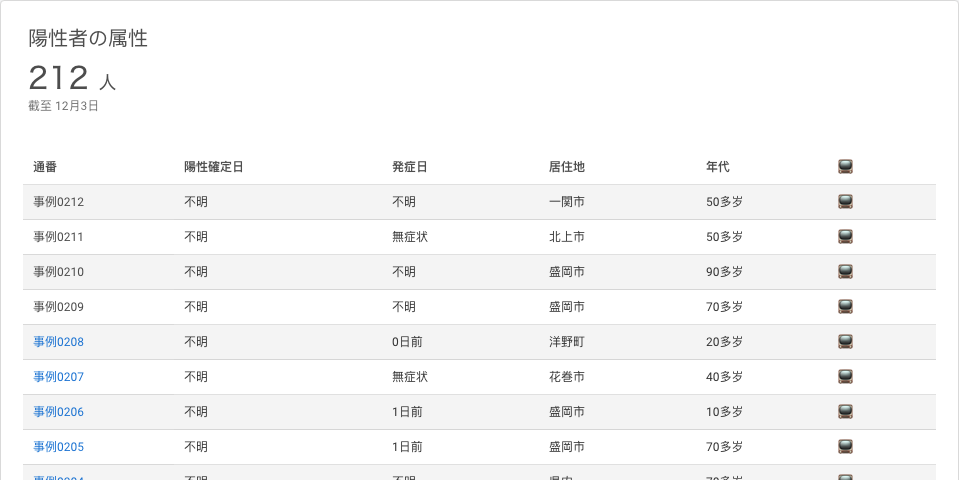 陽性者の属性
212 人
截至 12月3日
通番 陽性確定日 発症日 居住地 年代
事例0212 不明 不明 一関市 50多岁
事例0211 不明 無症状 北上市 50多岁
事例0210 不明 不明 盛岡市 90多岁
事例0209 不明 不明 盛岡市 70多岁
事例0208 不明 0日前 洋野町 20多岁
事例0207 不明 無症状 花巻市 40多岁
事例0206 不明 1日前 盛岡市 10多岁
事例0205 不明 1日前 盛岡市 70多岁